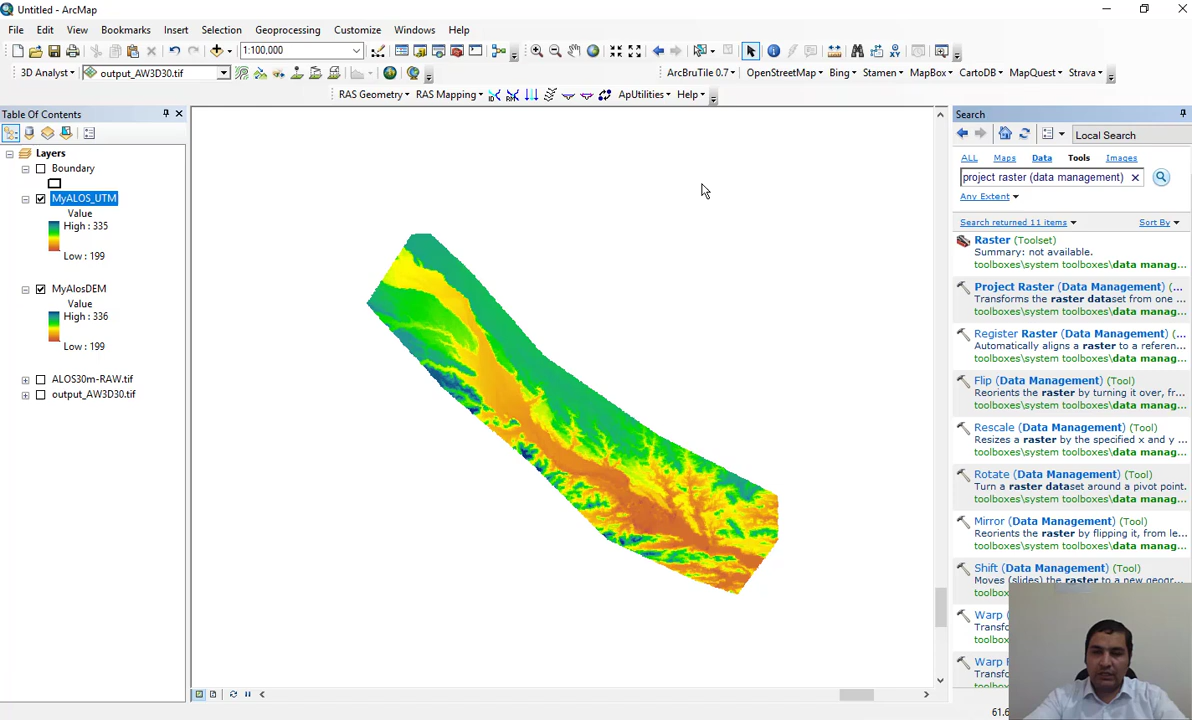 Untitled - ArcMap
File Edit View Bookmarks Insert Selection Geoprocessing Customize Windows Help
1:100,000
3D Analyst output_AW3D30.tif ArcBruTile 0.7 OpenStreetMap Bing Stamen MapBox CartoDB MapQuest Strava
RAS Geometry RAS Mapping ApUtilities Help
Table Of Contents
Layers
Boundary
MyALOS_UTM
Value
High : 335
Low : 199
MyAlosDEM
Value
High : 336
Low : 199
ALOS30m-RAW.tif
output_AW3D30.tif
Search
Local Search
ALL Maps Data Tools Images
project raster (data management)
Any Extent
Search returned 11 items Sort By
Raster (Toolset)
Summary: not available.
toolboxes\system toolboxes\data manag...
Project Raster (Data Management) (...
Transforms the raster dataset from one ...
toolboxes\system toolboxes\data manag...
Register Raster (Data Management) (...
Automatically aligns a raster to a referen...
toolboxes\system toolboxes\data manag...
Flip (Data Management) (Tool)
Reorients the raster by turning it over, fr...
toolboxes\system toolboxes\data manag...
Rescale (Data Management) (Tool)
Resizes a raster by the specified x and y ...
toolboxes\system toolboxes\data manag...
Rotate (Data Management) (Tool)
Turn a raster dataset around a pivot point.
toolboxes\system toolboxes\data manag...
Mirror (Data Management) (Tool)
Reorients the raster by flipping it, from le...
toolboxes\system toolboxes\data manag...
Shift (Data Management) (Tool)
Moves (slides) the raster to a new geogr...
Warp
Transfo
toolbo
Warp
Transf
61.6